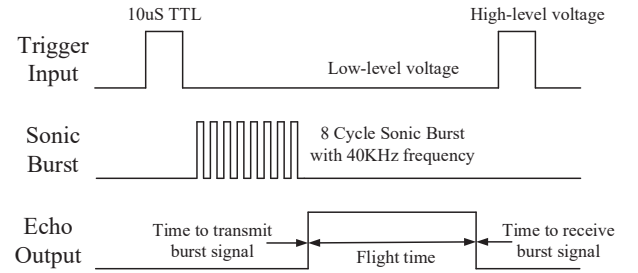 10uS TTL
High-level voltage
Trigger
Input
Low-level voltage
Sonic
Burst
8 Cycle Sonic Burst
with 40KHz frequency
Echo
Output
Time to transmit
burst signal
Flight time
Time to receive
burst signal